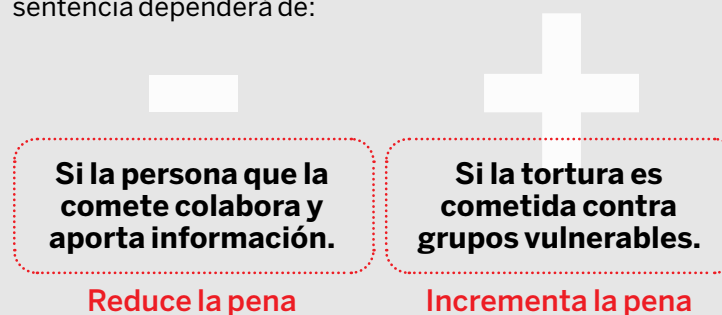 sentencia dependerá de:
Si la persona que la
comete colabora y
aporta información.
Reduce la pena
Si la tortura es
cometida contra
grupos vulnerables.
Incrementa la pena